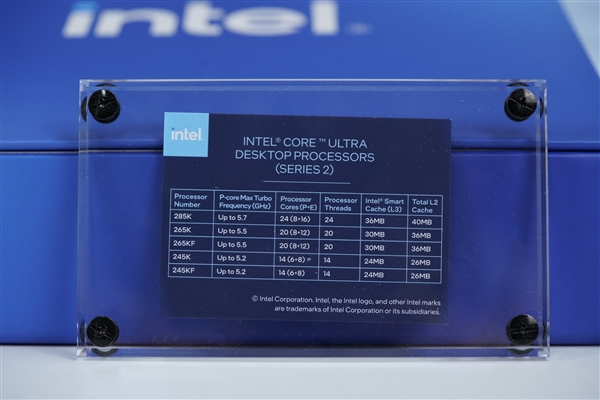 intel.
intel.
INTEL® CORE™ ULTRA
DESKTOP PROCESSORS
(SERIES 2)
Processor Number P-core Max Turbo Frequency (GHz) Processor Cores (P+E) Processor Threads Intel® Smart Cache (L3) Total L2 Cache
285K Up to 5.7 24 (8+16) 24 36MB 40MB
265K Up to 5.5 20 (8+12) 20 30MB 36MB
265KF Up to 5.5 20 (8+12) 20 30MB 36MB
245K Up to 5.2 14 (6+8) 14 24MB 26MB
245KF Up to 5.2 14 (6+8) 14 24MB 26MB
© Intel Corporation. Intel, the Intel logo, and other Intel marks
are trademarks of Intel Corporation or its subsidiaries.